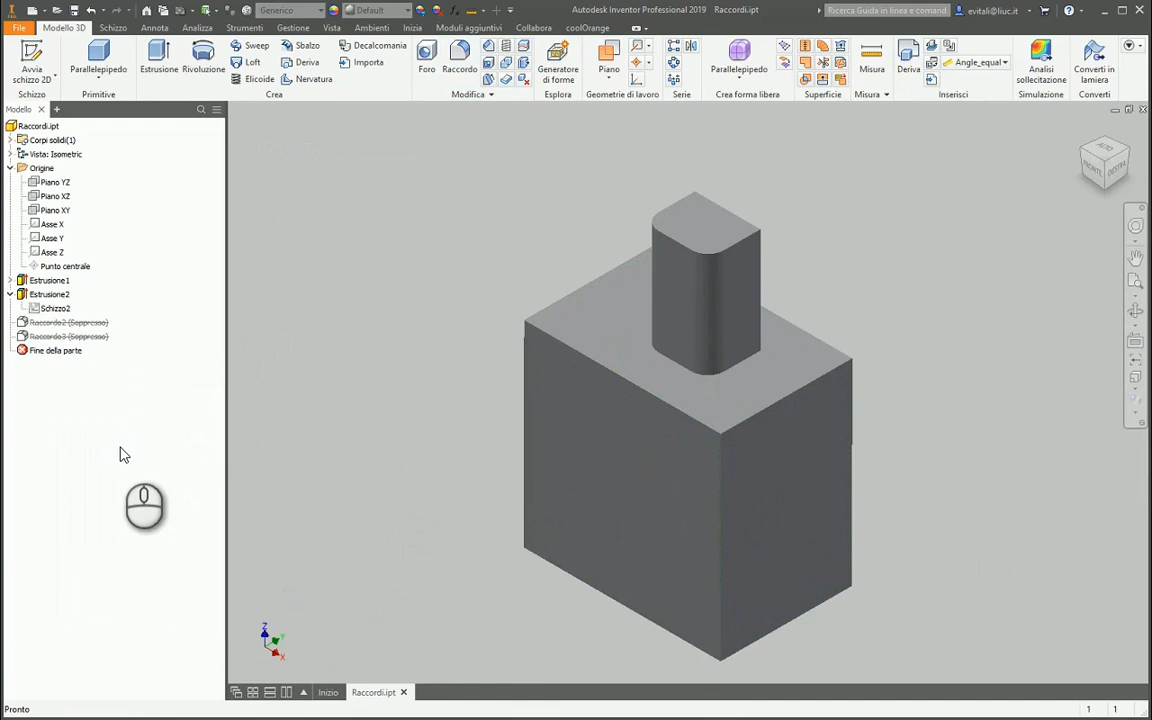 Generico
Default
Autodesk Inventor Professional 2019
Raccordi.ipt
Ricerca Guida in linea e comand
evitali@liuc.it
File
Modello 3D
Schizzo
Annota
Analizza
Strumenti
Gestione
Vista
Ambienti
Inizia
Moduli aggiuntivi
Collabora
coolOrange
Avvia
schizzo 2D
Parallelepipedo
Estrusione
Rivoluzione
Sweep
Loft
Elicoide
Sbalzo
Deriva
Nervatura
Decalcomania
Importa
Foro
Raccordo
Generatore
di forme
Piano
Parallelepipedo
Misura
Deriva
Angle_equal
Analisi
sollecitazione
Converti in
lamiera
Schizzo
Primitive
Crea
Modifica
Esplora
Geometrie di lavoro
Serie
Crea forma libera
Superficie
Misura
Inserisci
Simulazione
Converti
Modello
Raccordi.ipt
Corpi solidi(1)
Vista: Isometric
Origine
Piano YZ
Piano XZ
Piano XY
Asse X
Asse Y
Asse Z
Punto centrale
Estrusione1
Estrusione2
Schizzo2
Raccordo2 (Soppresso)
Raccordo3 (Soppresso)
Fine della parte
ALTO
FRONTE
DESTRA
Z
Y
X
Inizio
Raccordi.ipt
Pronto
1
1